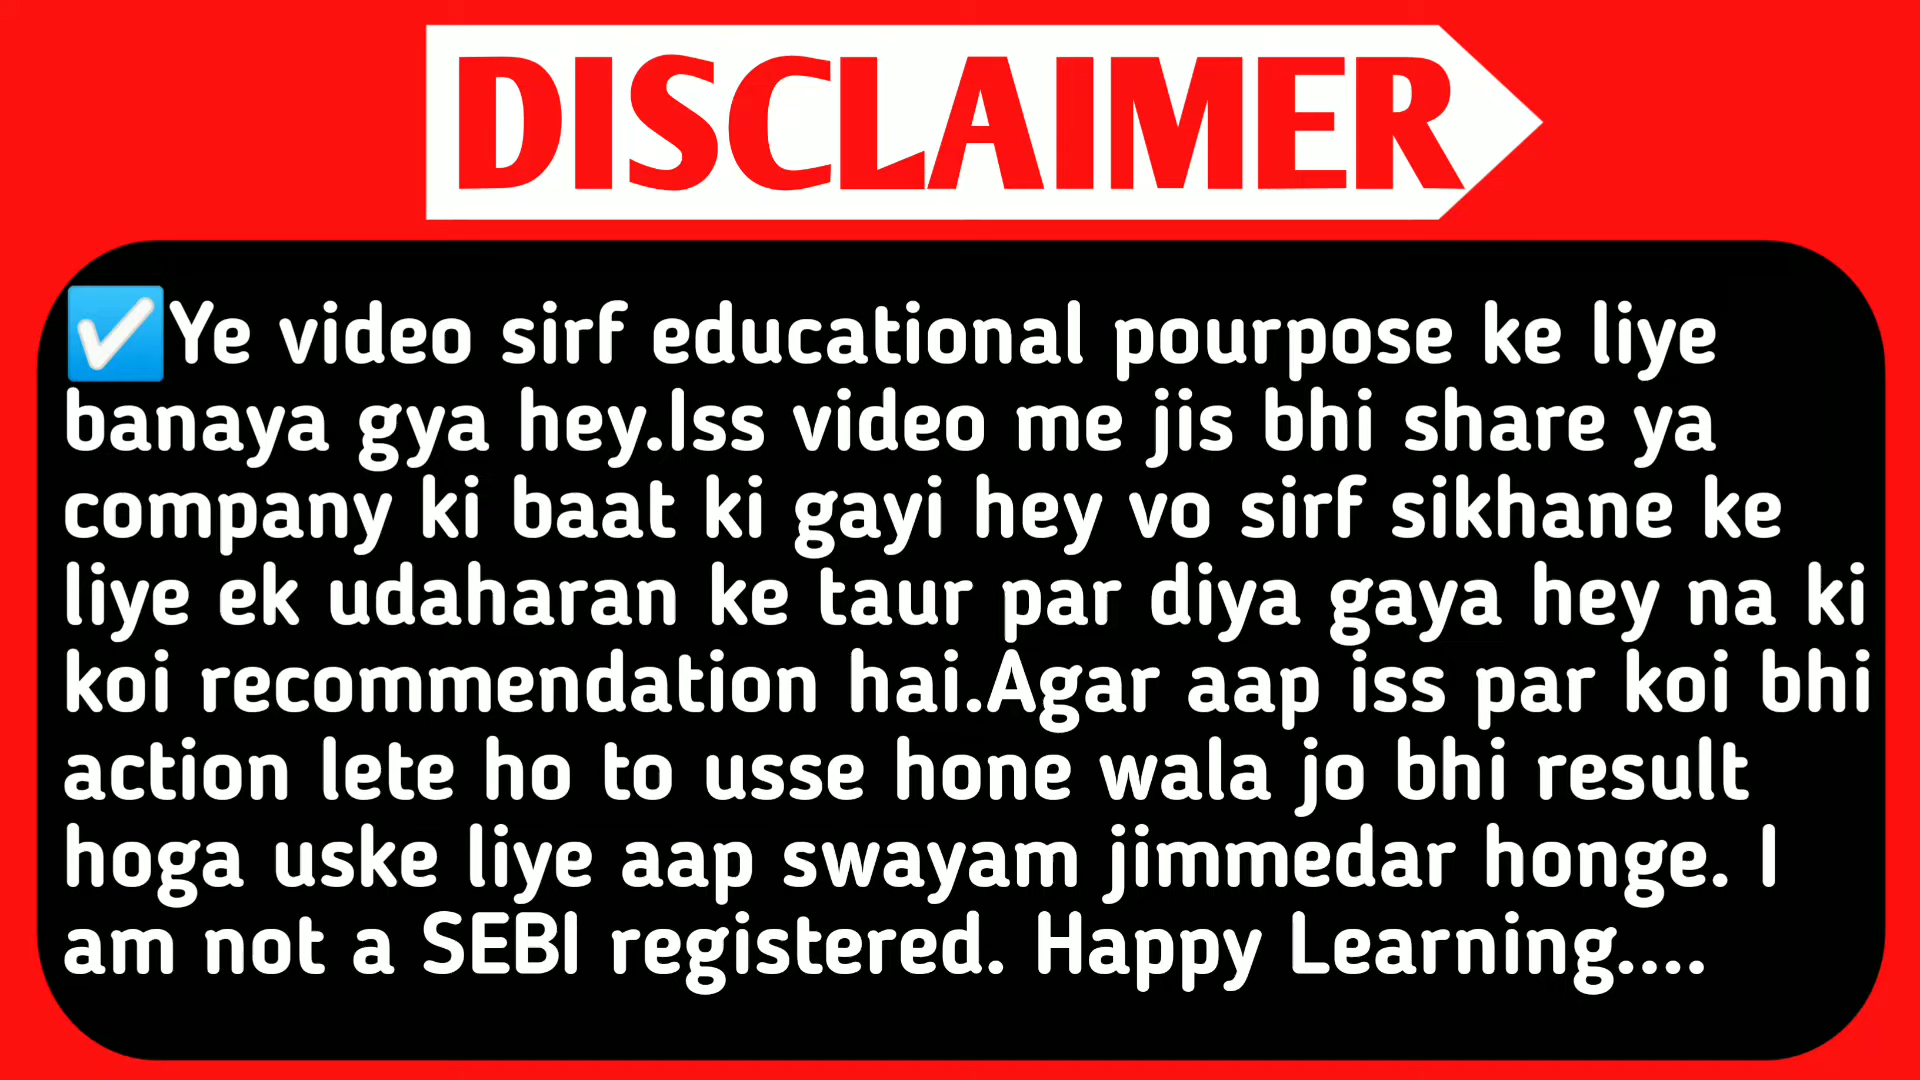 DISCLAIMER
✅Ye video sirf educational pourpose ke liye
banaya gya hey.Iss video me jis bhi share ya
company ki baat ki gayi hey vo sirf sikhane ke
liye ek udaharan ke taur par diya gaya hey na ki
koi recommendation hai.Agar aap iss par koi bhi
action lete ho to usse hone wala jo bhi result
hoga uske liye aap swayam jimmedar honge. I
am not a SEBI registered. Happy Learning....